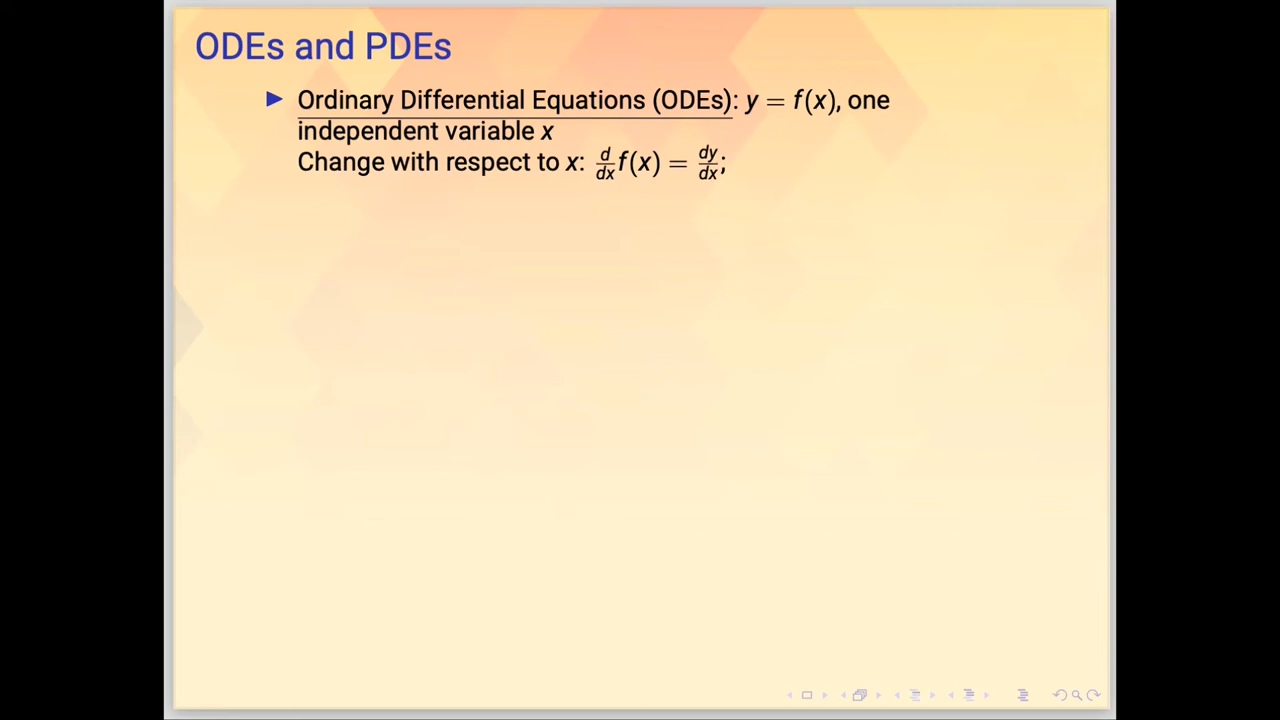 ODEs and PDEs
▶ Ordinary Differential Equations (ODEs): y = f(x), one
independent variable x
Change with respect to x: d/dx f(x) = dy/dx;